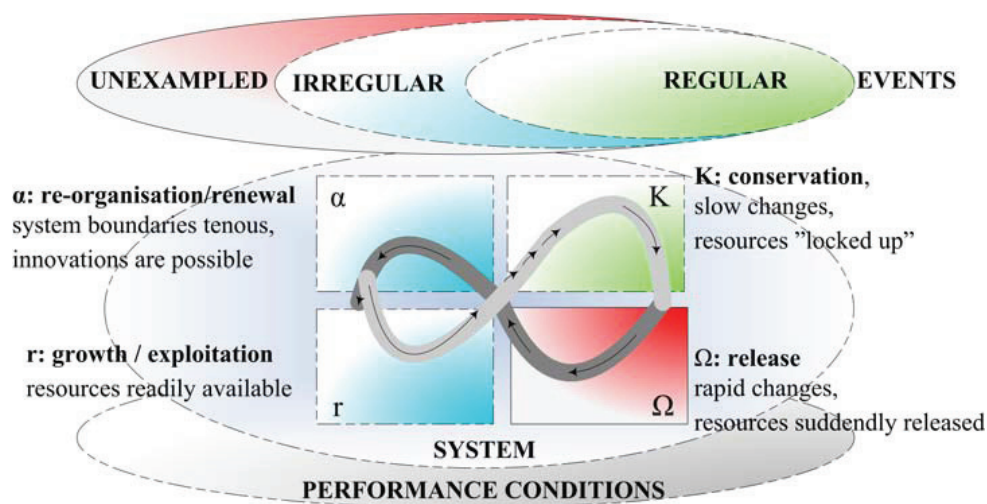 UNEXAMPLED IRREGULAR REGULAR EVENTS
α: re-organisation/renewal
system boundaries tenous,
innovations are possible
α
K
K: conservation,
slow changes,
resources ”locked up”
r: growth / exploitation
resources readily available
r
Ω
Ω: release
rapid changes,
resources suddendly released
SYSTEM
PERFORMANCE CONDITIONS